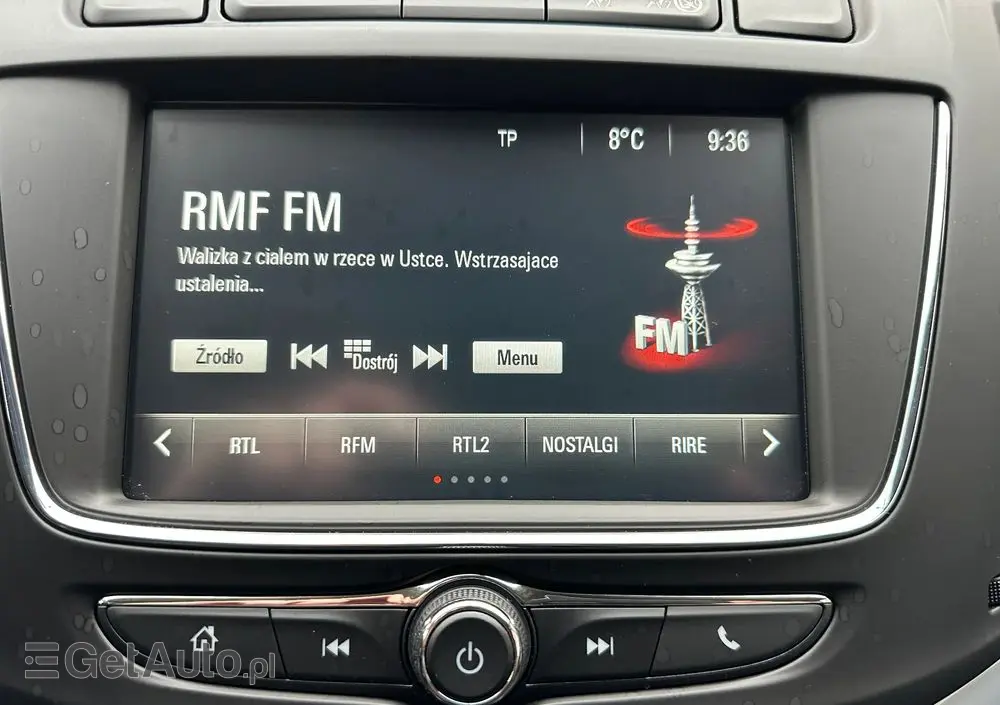 TP 8°C 9:36
RMF FM
Walizka z cialem w rzece w Ustce. Wstrzasajace
ustalenia...
FM
Źródło Dostrój Menu
RTL RFM RTL2 NOSTALGI RIRE
GetAuto.pl